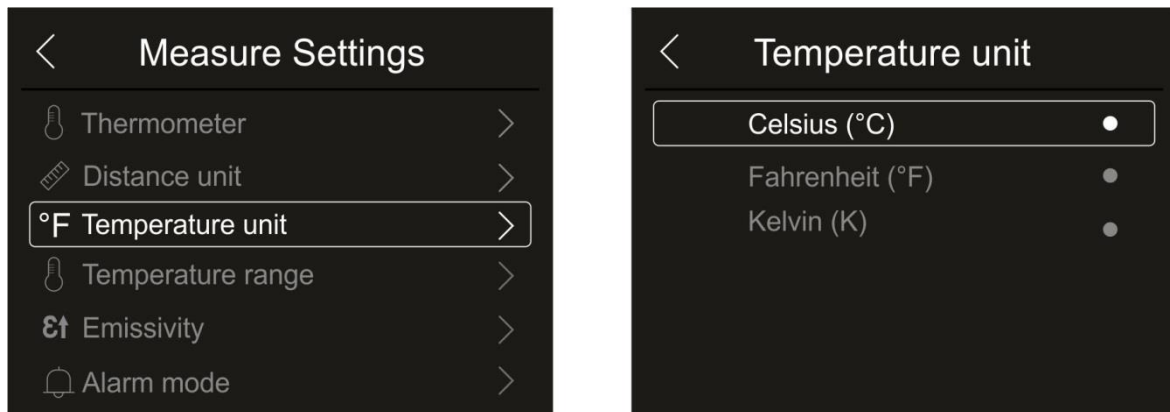 Measure Settings
Thermometer
Distance unit
°F Temperature unit
Temperature range
ε↑ Emissivity
Alarm mode
Temperature unit
Celsius (°C)
Fahrenheit (°F)
Kelvin (K)